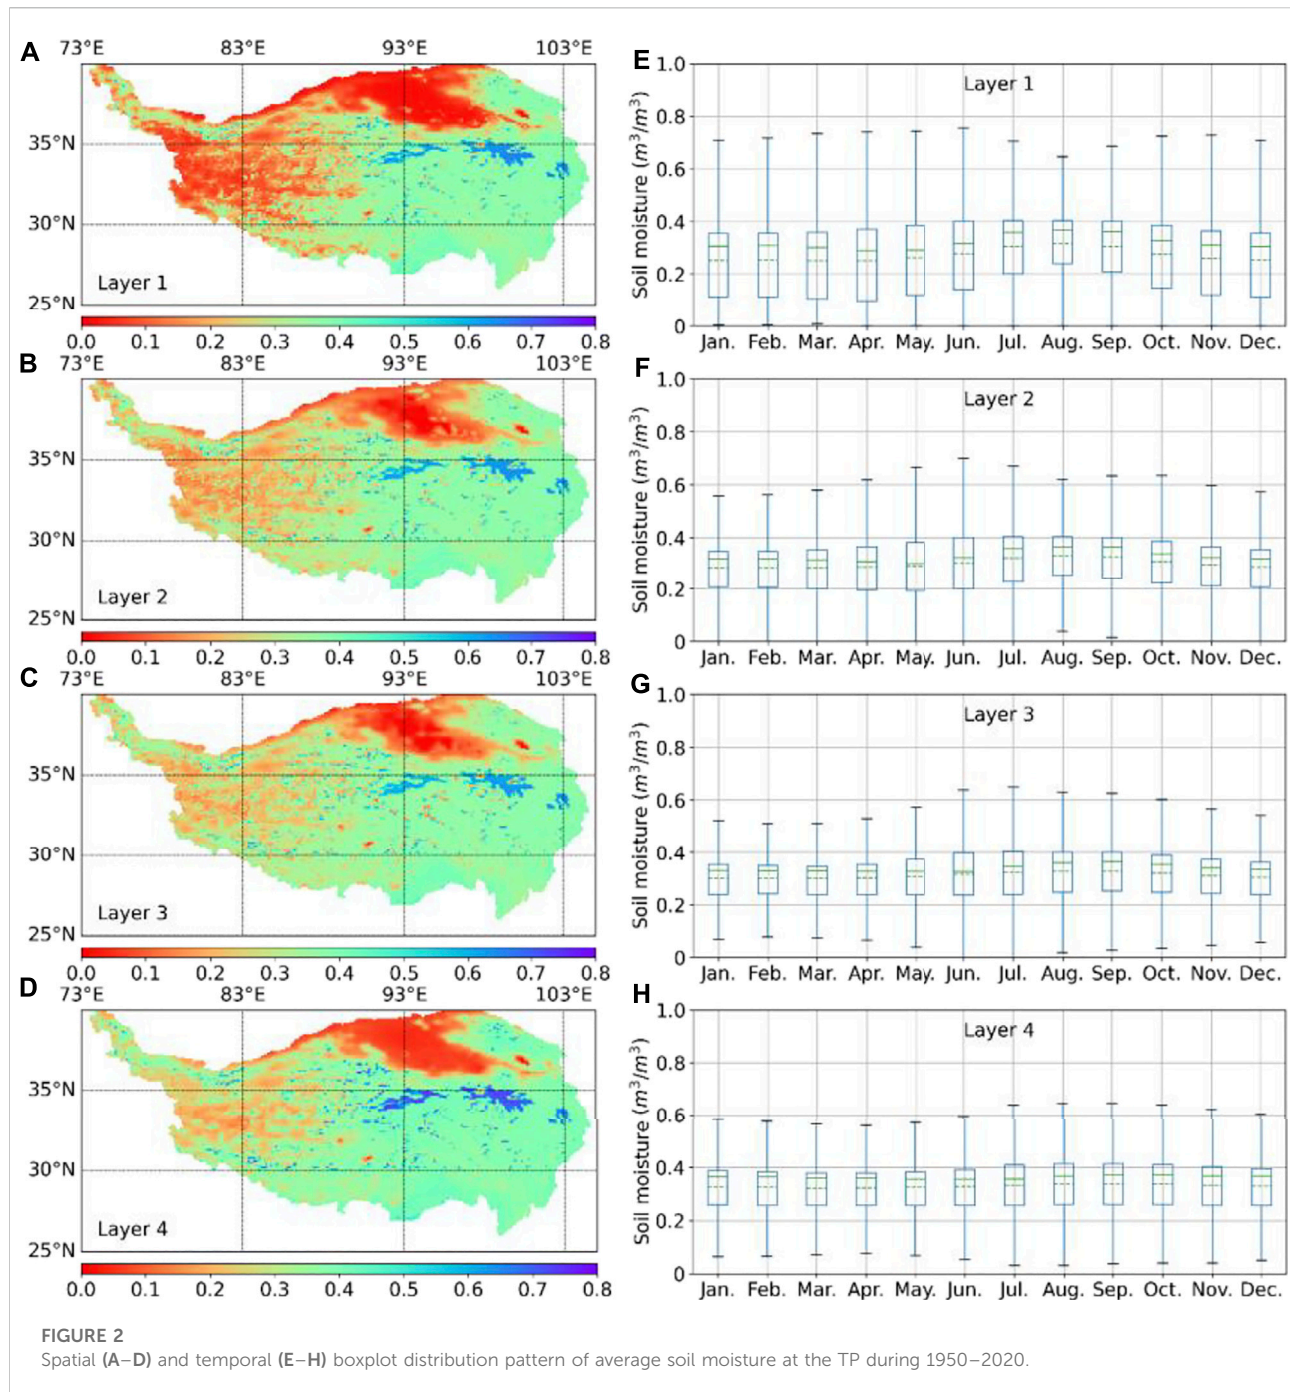 A
73°E 83°E 93°E 103°E
35°N
30°N
25°N
Layer 1
0.0 0.1 0.2 0.3 0.4 0.5 0.6 0.7 0.8
B
73°E 83°E 93°E 103°E
35°N
30°N
25°N
Layer 2
0.0 0.1 0.2 0.3 0.4 0.5 0.6 0.7 0.8
C
73°E 83°E 93°E 103°E
35°N
30°N
25°N
Layer 3
0.0 0.1 0.2 0.3 0.4 0.5 0.6 0.7 0.8
D
73°E 83°E 93°E 103°E
35°N
30°N
25°N
Layer 4
0.0 0.1 0.2 0.3 0.4 0.5 0.6 0.7 0.8
E
Layer 1
Soil moisture (m³/m³)
1.0
0.8
0.6
0.4
0.2
0
Jan. Feb. Mar. Apr. May. Jun. Jul. Aug. Sep. Oct. Nov. Dec.
F
Layer 2
Soil moisture (m³/m³)
1.0
0.8
0.6
0.4
0.2
0
Jan. Feb. Mar. Apr. May. Jun. Jul. Aug. Sep. Oct. Nov. Dec.
G
Layer 3
Soil moisture (m³/m³)
1.0
0.8
0.6
0.4
0.2
0
Jan. Feb. Mar. Apr. May. Jun. Jul. Aug. Sep. Oct. Nov. Dec.
H
Layer 4
Soil moisture (m³/m³)
1.0
0.8
0.6
0.4
0.2
0
Jan. Feb. Mar. Apr. May. Jun. Jul. Aug. Sep. Oct. Nov. Dec.
FIGURE 2
Spatial (A–D) and temporal (E–H) boxplot distribution pattern of average soil moisture at the TP during 1950–2020.